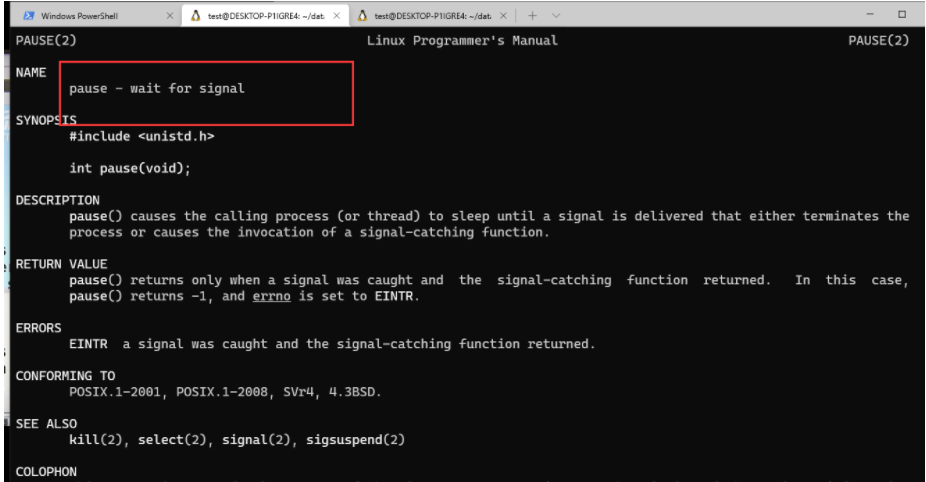 Windows PowerShell
test@DESKTOP-P1IGRE4: ~/dat
test@DESKTOP-P1IGRE4: ~/dat
PAUSE(2) Linux Programmer's Manual PAUSE(2)
NAME
pause - wait for signal
SYNOPSIS
#include <unistd.h>
int pause(void);
DESCRIPTION
pause() causes the calling process (or thread) to sleep until a signal is delivered that either terminates the
process or causes the invocation of a signal-catching function.
RETURN VALUE
pause() returns only when a signal was caught and the signal-catching function returned. In this case,
pause() returns -1, and errno is set to EINTR.
ERRORS
EINTR a signal was caught and the signal-catching function returned.
CONFORMING TO
POSIX.1-2001, POSIX.1-2008, SVr4, 4.3BSD.
SEE ALSO
kill(2), select(2), signal(2), sigsuspend(2)
COLOPHON